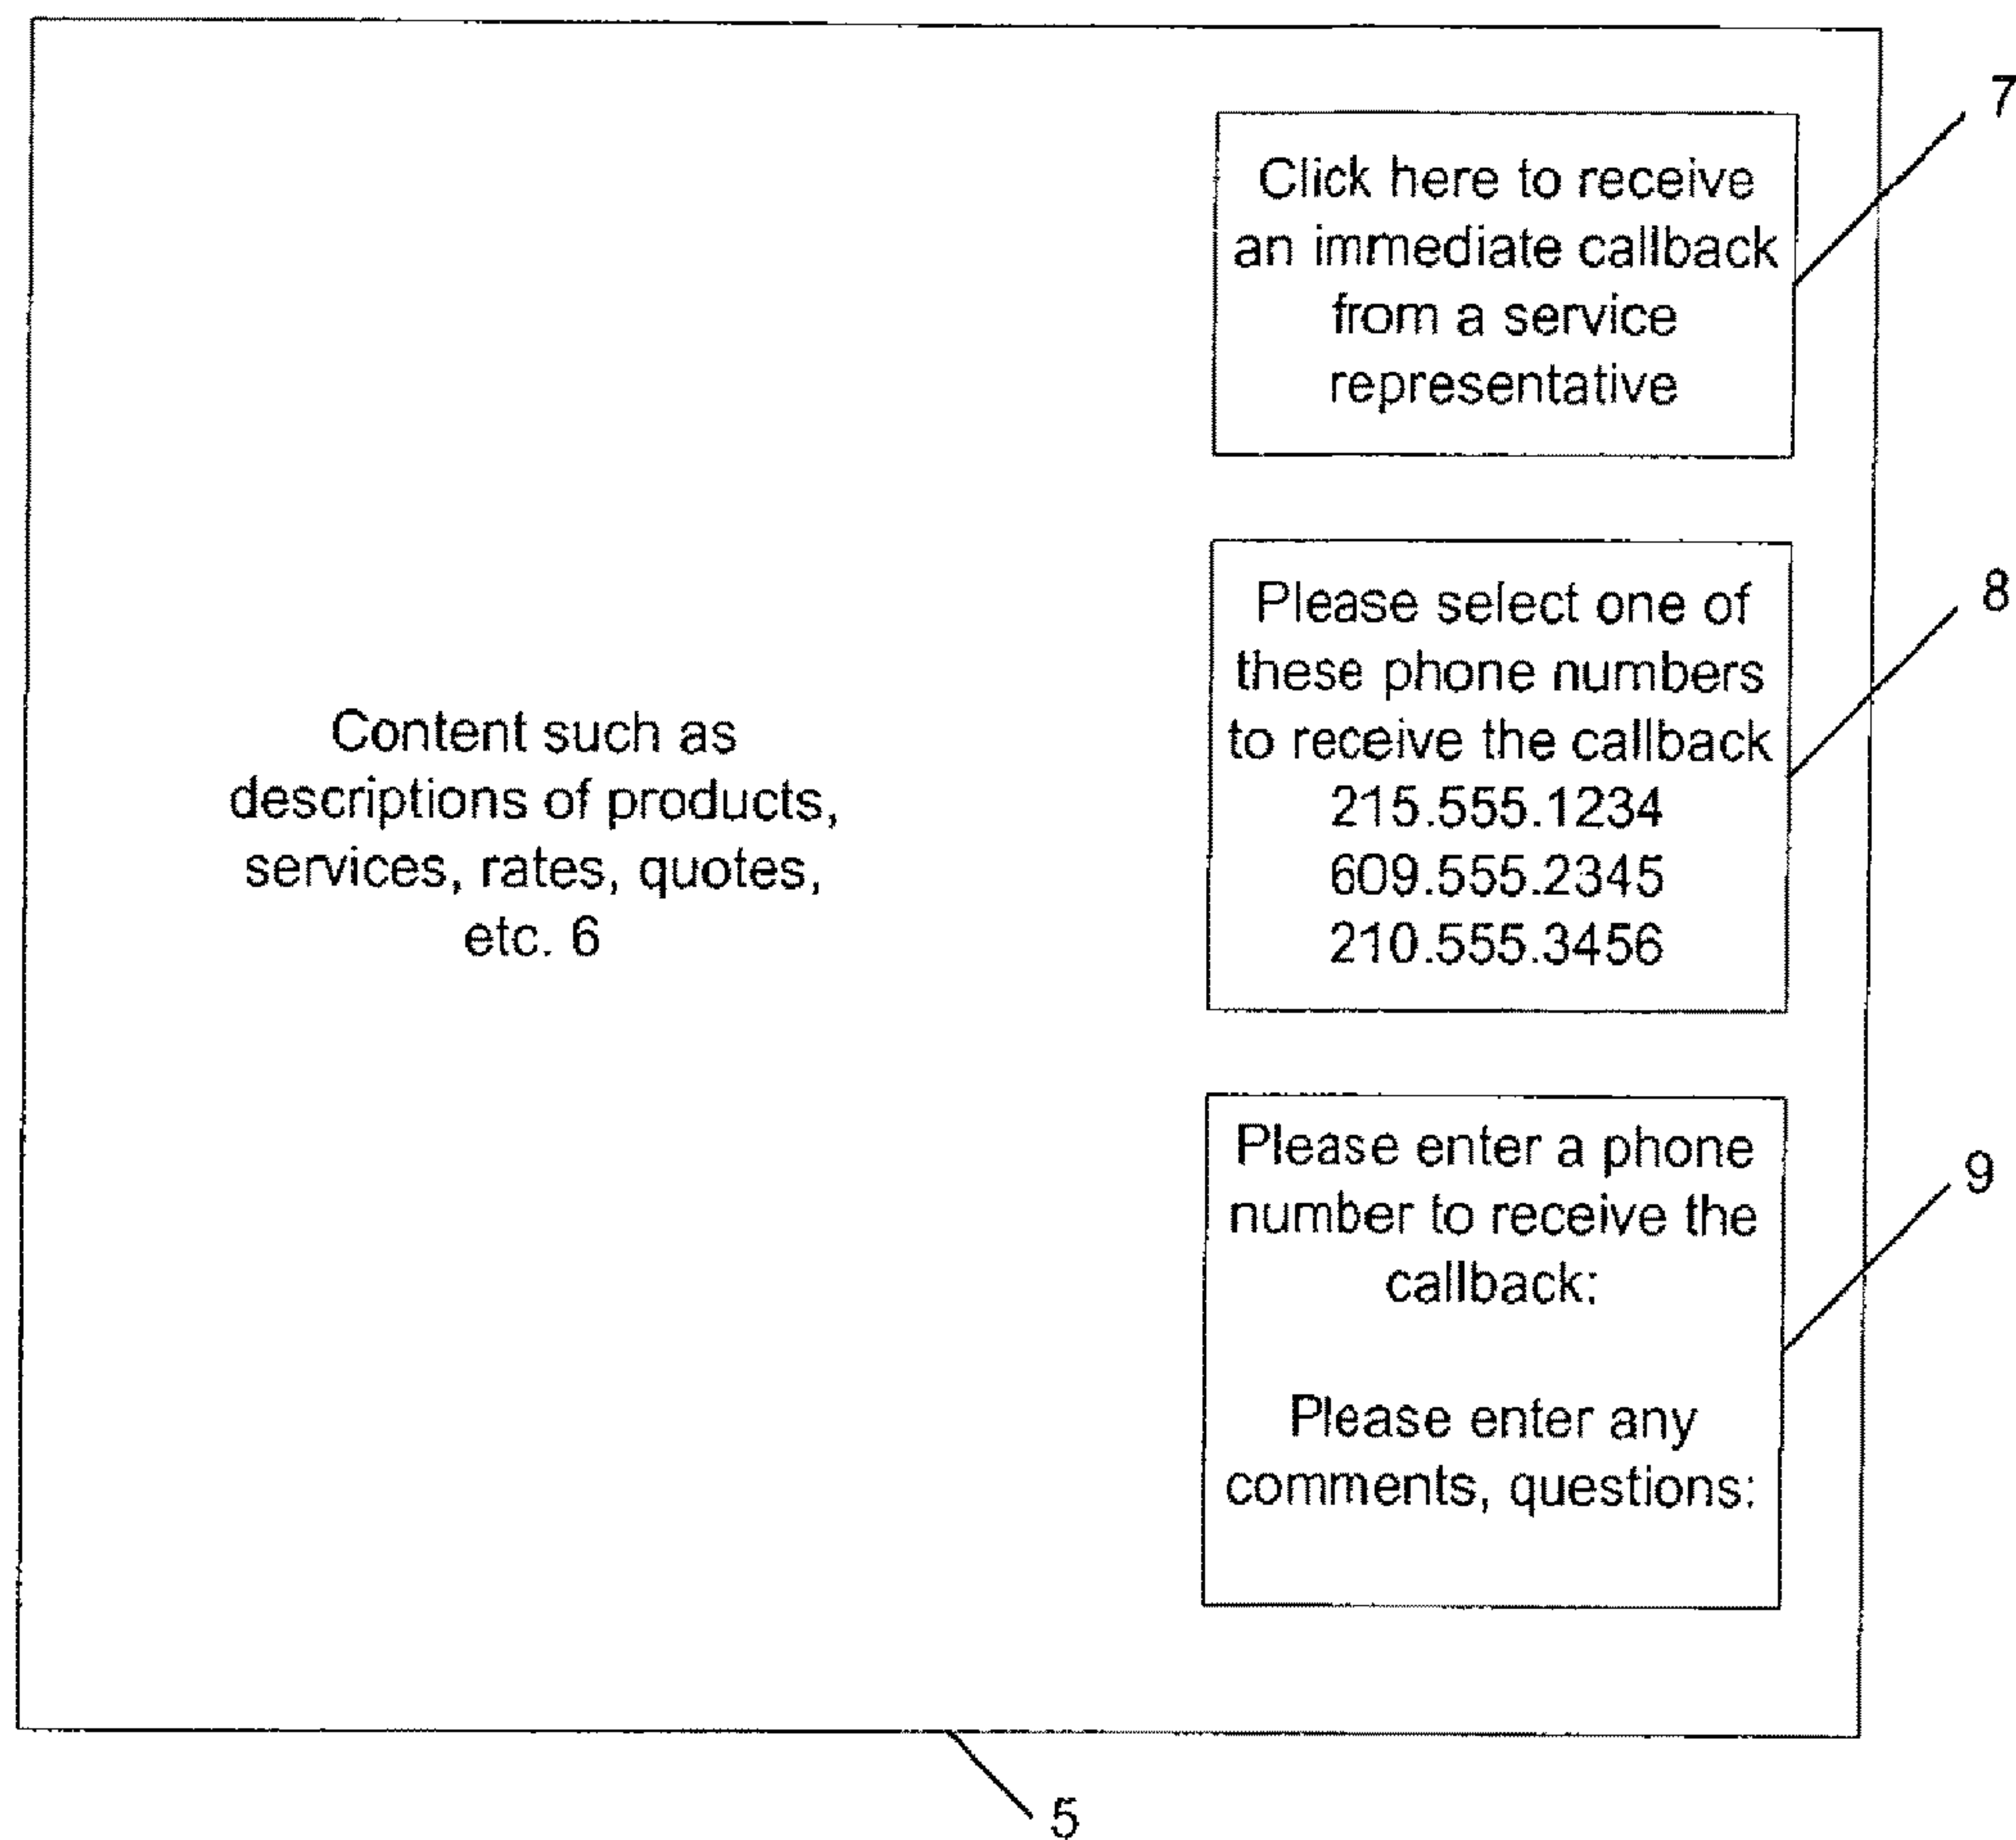 Content such as
descriptions of products,
services, rates, quotes,
etc. 6
Click here to receive
an immediate callback
from a service
representative
7
Please select one of
these phone numbers
to receive the callback
215.555.1234
609.555.2345
210.555.3456
8
Please enter a phone
number to receive the
callback:
Please enter any
comments, questions:
9
5